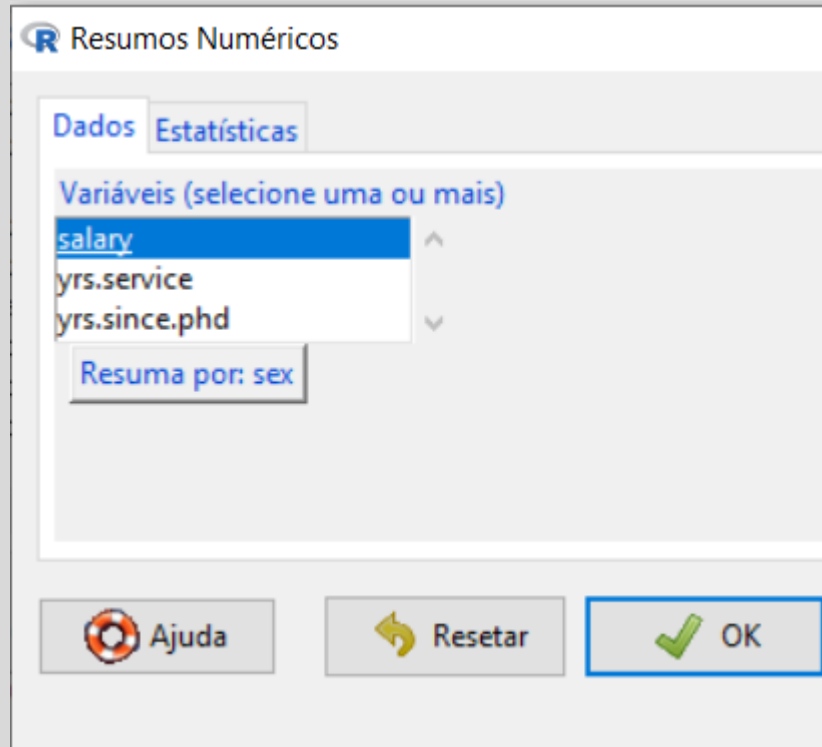 Resumos Numéricos
Dados Estatísticas
Variáveis (selecione uma ou mais)
salary
yrs.service
yrs.since.phd
Resuma por: sex
Ajuda Resetar OK